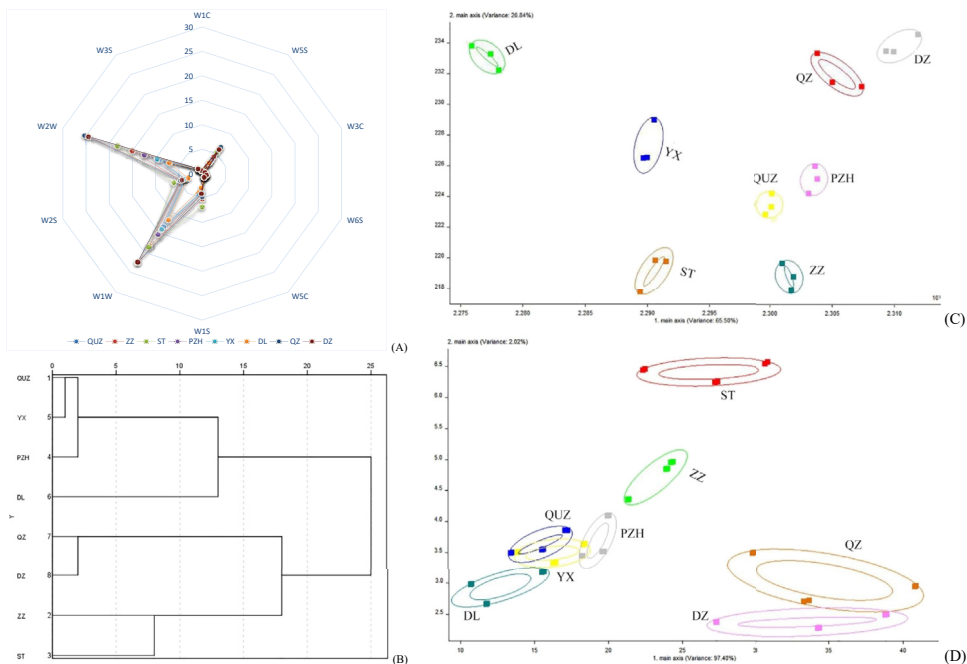 W1C
W5S
W3C
W6S
W5C
W1S
W1W
W2S
W2W
W3S
30
25
20
15
10
5
0
QUZ ZZ ST PZH YX DL QZ DZ
(A)
0 5 10 15 20 25
QUZ 1
YX 5
PZH 4
DL 6
Y
QZ 7
DZ 8
ZZ 2
ST 3
(B)
2. main axis (Variance: 20.84%)
234
230
228
226
224
220
218
DL
DZ
QZ
YX
PZH
QUZ
ST
ZZ
2.275 2.280 2.285 2.290 2.295 2.300 2.305 2.310
1. main axis (Variance: 65.50%)
(C)
2. main axis (Variance: 2.02%)
6.5
5.5
5.0
4.5
4.0
3.5
3.0
2.5
ST
ZZ
QUZ
PZH
YX
DL
QZ
DZ
10 15 20 25 30 35 40
1. main axis (Variance: 97.40%)
(D)